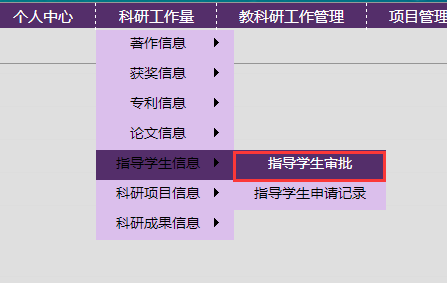 个人中心 科研工作量 教科研工作管理 项目管理
著作信息
获奖信息
专利信息
论文信息
指导学生信息 指导学生审批
科研项目信息 指导学生申请记录
科研成果信息